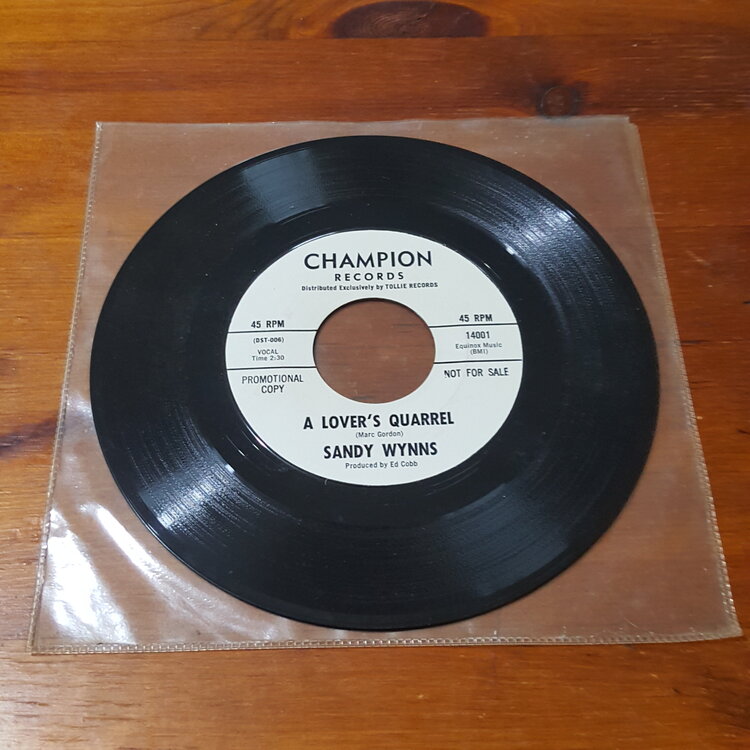 CHAMPION
RECORDS
Distributed Exclusively by TOLLIE RECORDS
45 RPM
(DST-006)
VOCAL
Time 2:30
PROMOTIONAL
COPY
45 RPM
14001
Equinox Music
(BMI)
NOT FOR SALE
A LOVER'S QUARREL
(Marc Gordon)
SANDY WYNNS
Produced by Ed Cobb